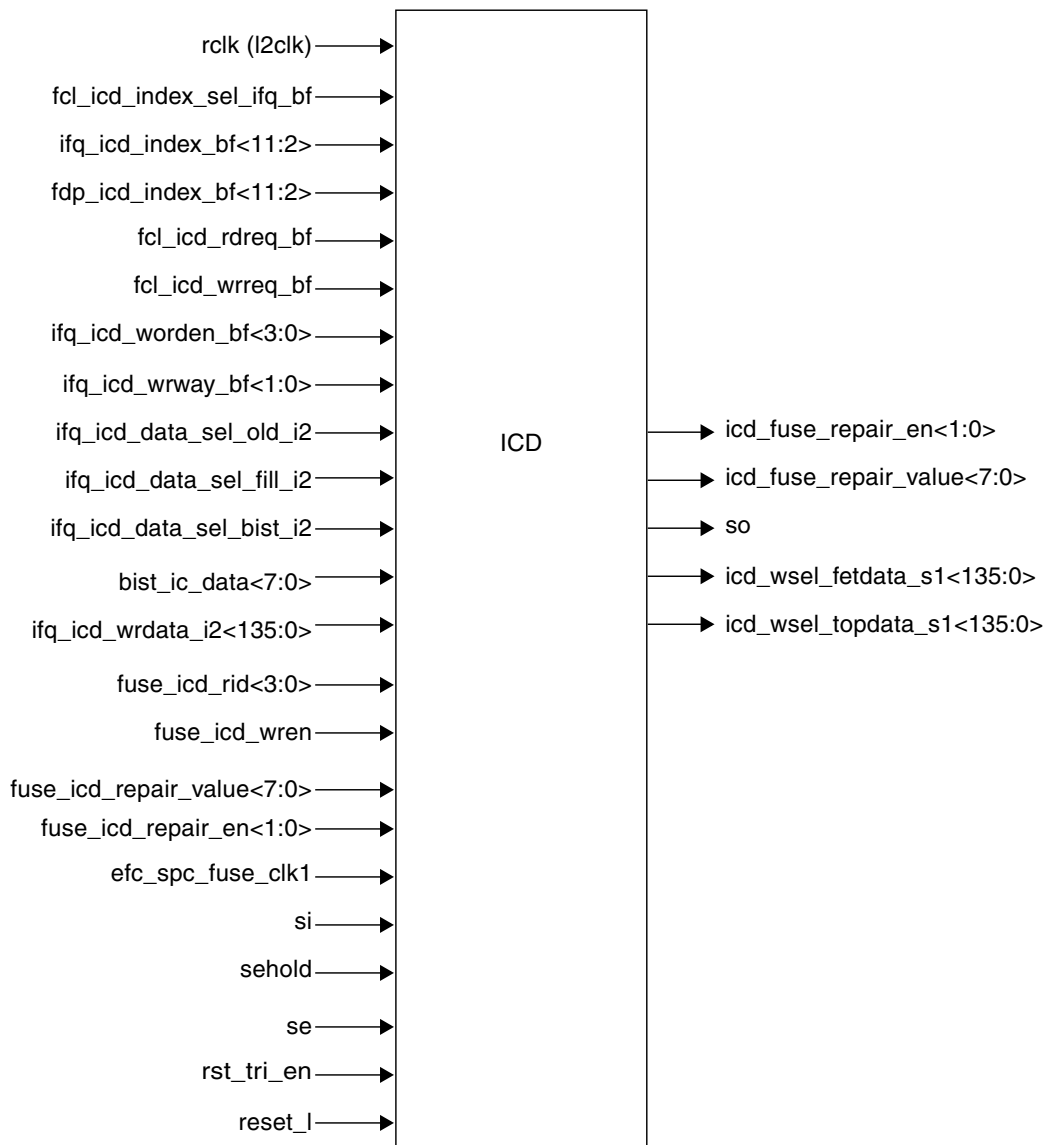 rclk (l2clk)
fcl_icd_index_sel_ifq_bf
ifq_icd_index_bf<11:2>
fdp_icd_index_bf<11:2>
fcl_icd_rdreq_bf
fcl_icd_wrreq_bf
ifq_icd_worden_bf<3:0>
ifq_icd_wrway_bf<1:0>
ifq_icd_data_sel_old_i2
ifq_icd_data_sel_fill_i2
ifq_icd_data_sel_bist_i2
bist_ic_data<7:0>
ifq_icd_wrdata_i2<135:0>
fuse_icd_rid<3:0>
fuse_icd_wren
fuse_icd_repair_value<7:0>
fuse_icd_repair_en<1:0>
efc_spc_fuse_clk1
si
sehold
se
rst_tri_en
reset_l
ICD
icd_fuse_repair_en<1:0>
icd_fuse_repair_value<7:0>
so
icd_wsel_fetdata_s1<135:0>
icd_wsel_topdata_s1<135:0>